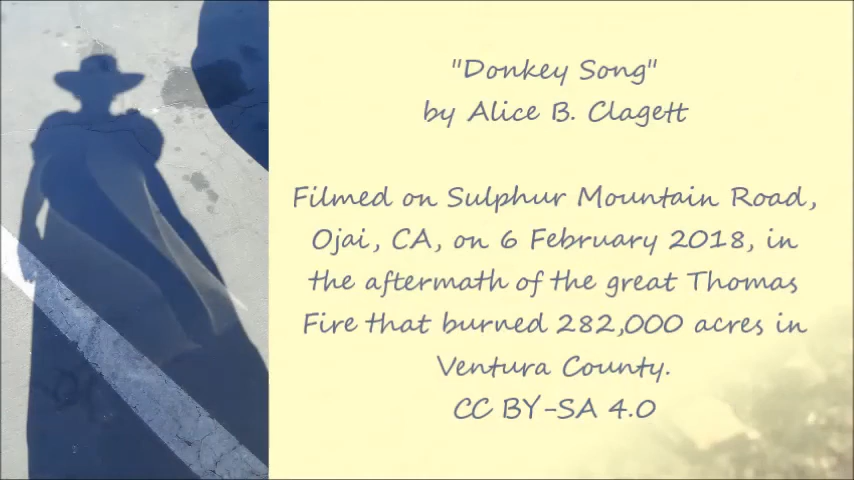 "Donkey Song"
by Alice B. Clagett
Filmed on Sulphur Mountain Road,
Ojai, CA, on 6 February 2018, in
the aftermath of the great Thomas
Fire that burned 282,000 acres in
Ventura County.
CC BY-SA 4.0